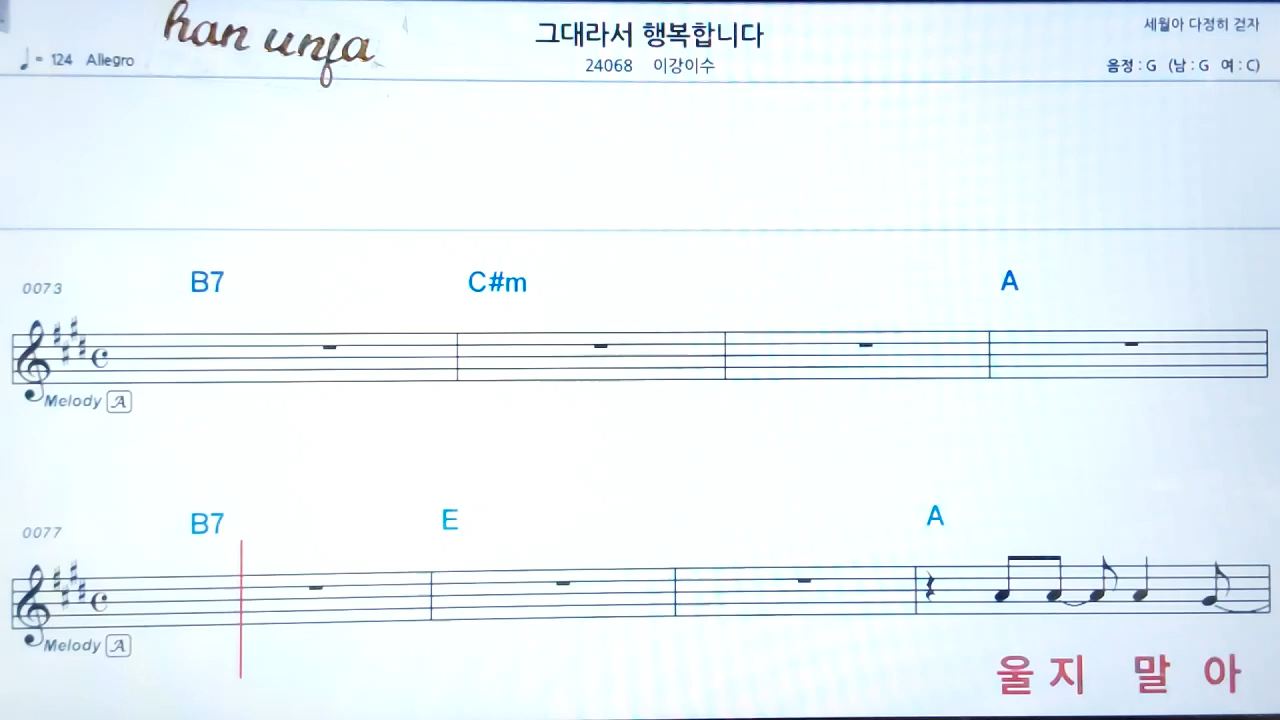 han unfa
그대라서 행복합니다
세월아 다정히 걷자
♩ = 124 Allegro
24068 이강이수
음정 : G (남 : G 여 : C)
0073 B7 C#m A
Melody A
0077 B7 E A
Melody A
울 지 말 아